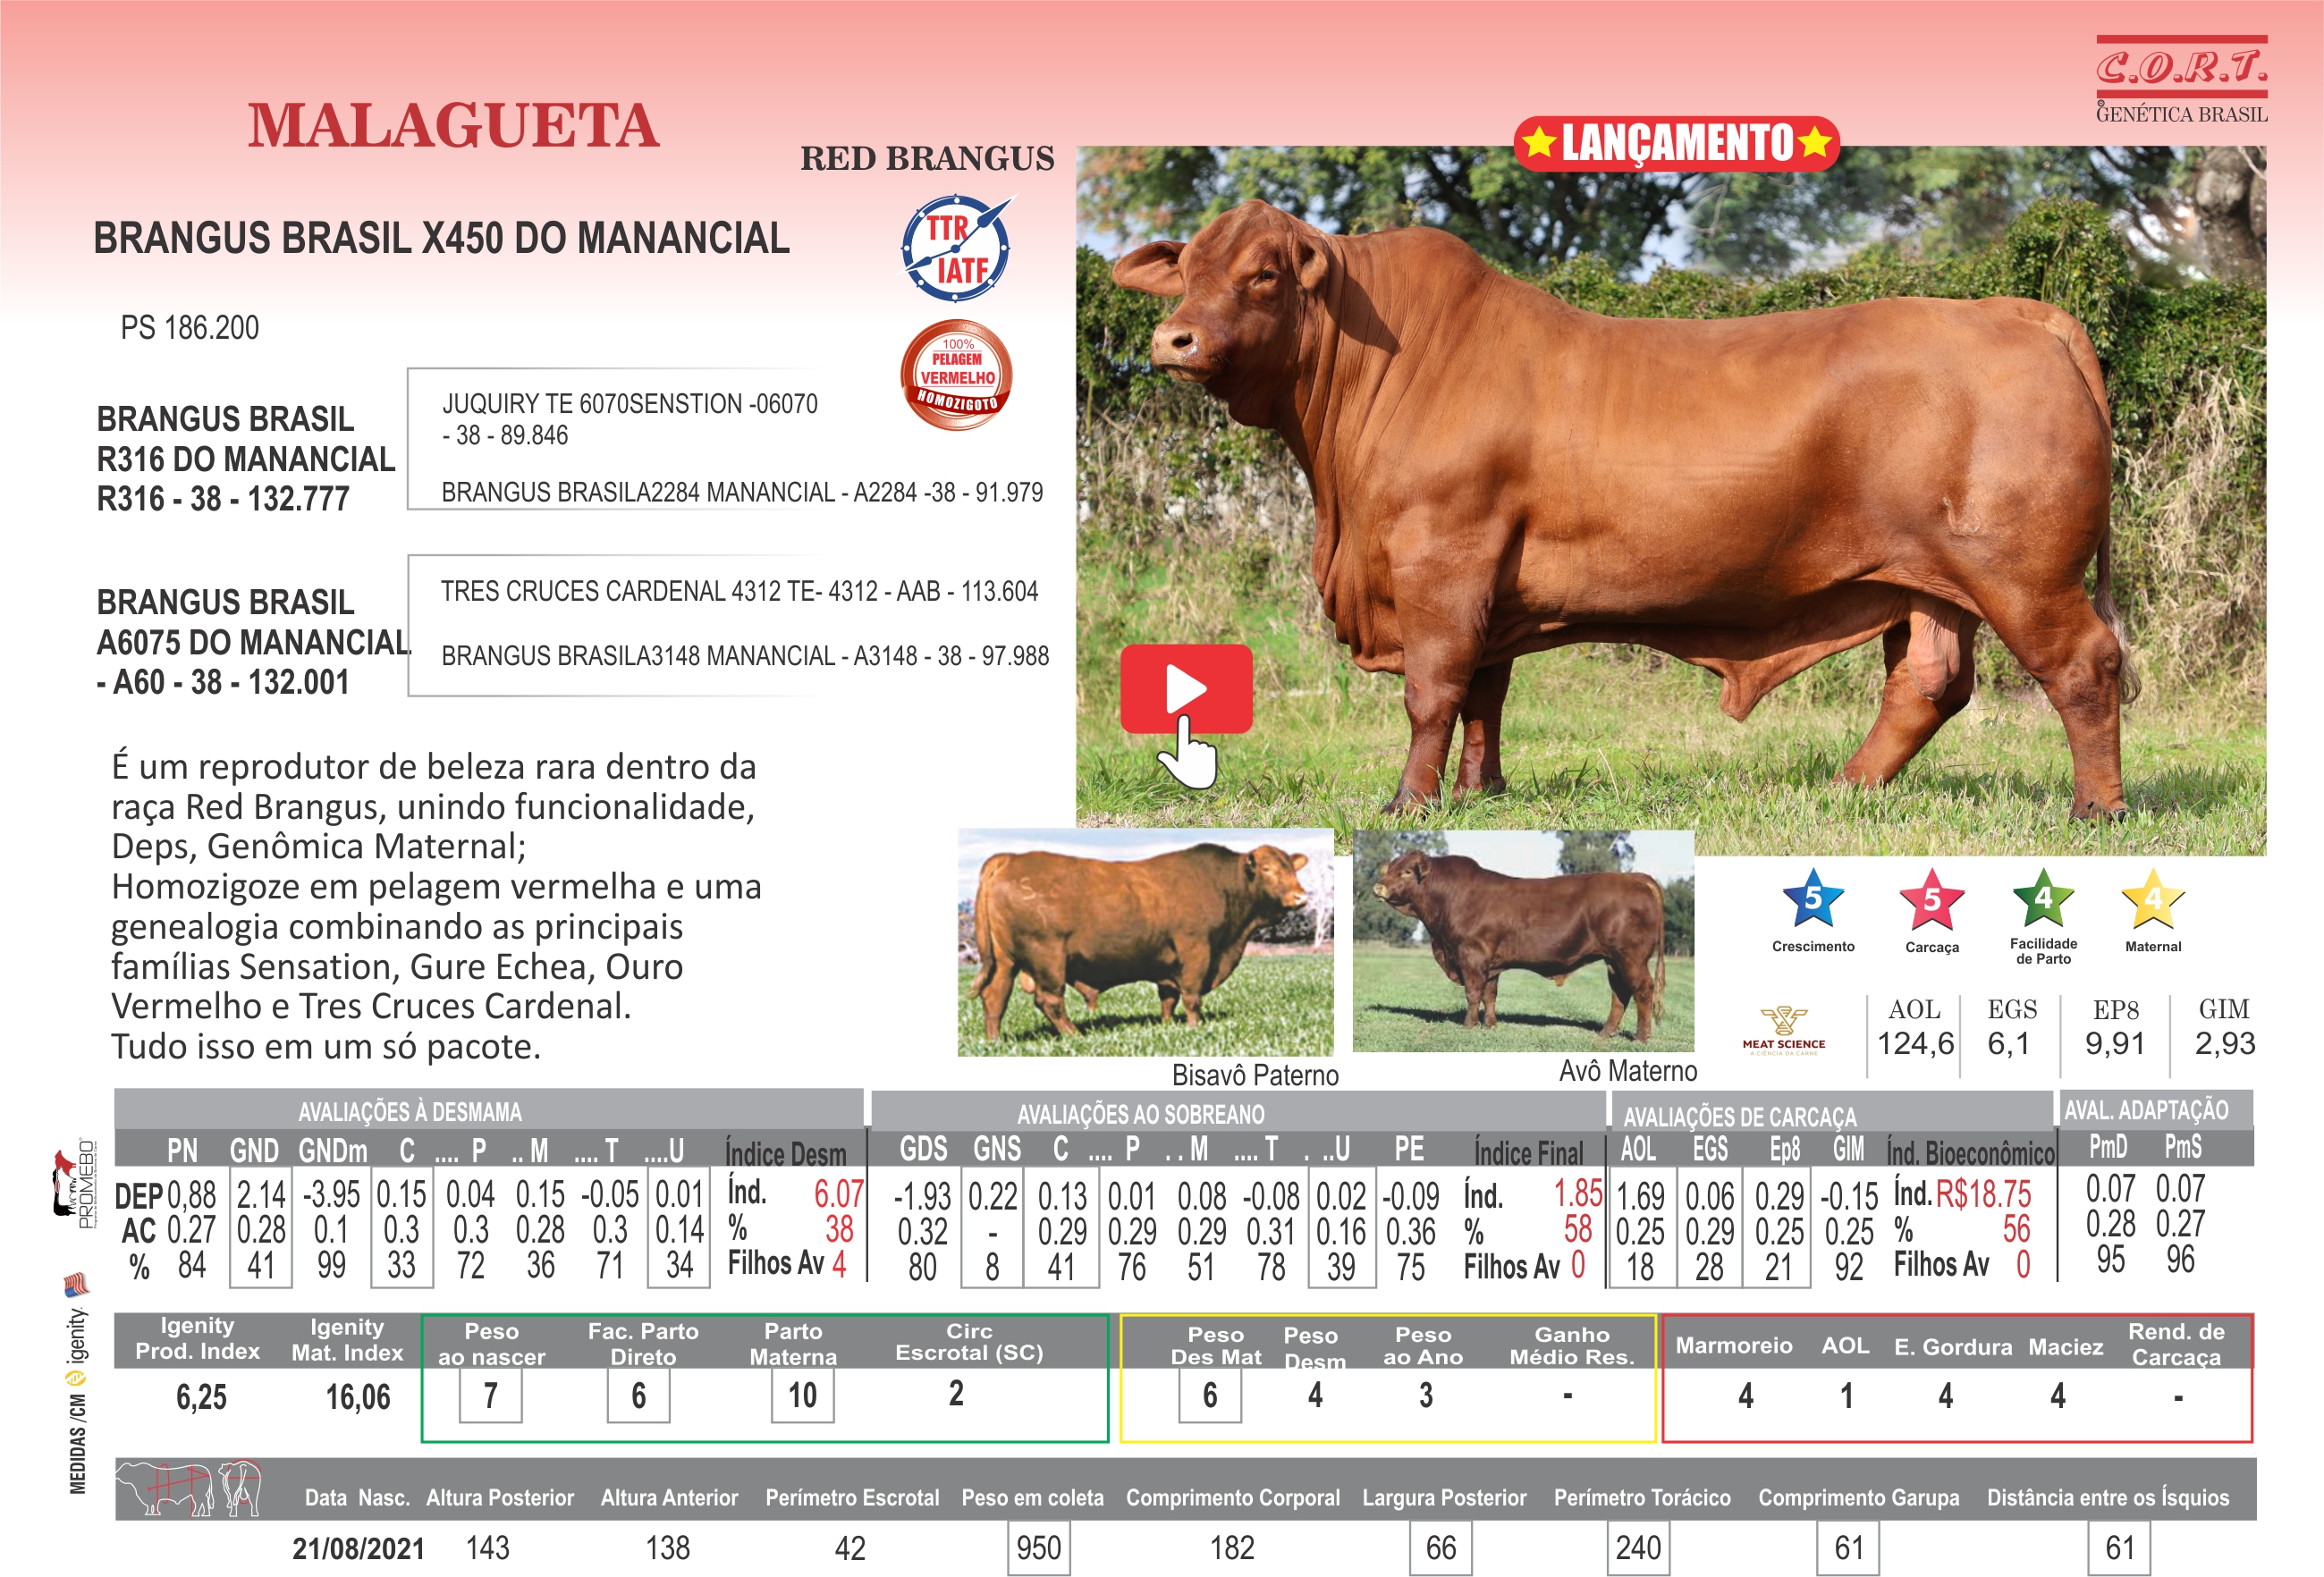 C.O.R.T.
GENÉTICA BRASIL
MALAGUETA
LANÇAMENTO
RED BRANGUS
BRANGUS BRASIL X450 DO MANANCIAL
TTR
IATF
PS 186.200
100%
PELAGEM
VERMELHO
HOMOZIGOTO
BRANGUS BRASIL
R316 DO MANANCIAL
R316 - 38 - 132.777
JUQUIRY TE 6070SENSTION -06070
- 38 - 89.846
BRANGUS BRASILA2284 MANANCIAL - A2284 -38 - 91.979
BRANGUS BRASIL
A6075 DO MANANCIAL
- A60 - 38 - 132.001
TRES CRUCES CARDENAL 4312 TE- 4312 - AAB - 113.604
BRANGUS BRASILA3148 MANANCIAL - A3148 - 38 - 97.988
É um reprodutor de beleza rara dentro da
raça Red Brangus, unindo funcionalidade,
Deps, Genômica Maternal;
Homozigoze em pelagem vermelha e uma
genealogia combinando as principais
famílias Sensation, Gure Echea, Ouro
Vermelho e Tres Cruces Cardenal.
Tudo isso em um só pacote.
Bisavô Paterno
Avô Materno
5 5 4 4
Crescimento Carcaça Facilidade de Parto Maternal
MEAT SCIENCE
A CIÊNCIA DA CARNE
AOL EGS EP8 GIM
124,6 6,1 9,91 2,93
AVALIAÇÕES À DESMAMA AVALIAÇÕES AO SOBREANO AVALIAÇÕES DE CARCAÇA AVAL. ADAPTAÇÃO
PN GND GNDm C .... P .. M .... T ....U Índice Desm GDS GNS C .... P . . M .... T . ..U PE Índice Final AOL EGS Ep8 GIM Índ. Bioeconômico PmD PmS
DEP 0,88 2.14 -3.95 0.15 0.04 0.15 -0.05 0.01 Índ. 6.07 -1.93 0.22 0.13 0.01 0.08 -0.08 0.02 -0.09 Índ. 1.85 1.69 0.06 0.29 -0.15 Índ. R$18.75 0.07 0.07
AC 0.27 0.28 0.1 0.3 0.3 0.28 0.3 0.14 % 38 0.32 - 0.29 0.29 0.29 0.31 0.16 0.36 % 58 0.25 0.29 0.25 0.25 % 56 0.28 0.27
% 84 41 99 33 72 36 71 34 Filhos Av 4 80 8 41 76 51 78 39 75 Filhos Av 0 18 28 21 92 Filhos Av 0 95 96
PROMEBO
Igenity Prod. Index Igenity Mat. Index Peso ao nascer Fac. Parto Direto Parto Materna Circ Escrotal (SC) Peso Des Mat Peso Desm Peso ao Ano Ganho Médio Res. Marmoreio AOL E. Gordura Maciez Rend. de Carcaça
6,25 16,06 7 6 10 2 6 4 3 - 4 1 4 4 -
igenity
MEDIDAS /CM
Data Nasc. Altura Posterior Altura Anterior Perímetro Escrotal Peso em coleta Comprimento Corporal Largura Posterior Perímetro Torácico Comprimento Garupa Distância entre os Ísquios
21/08/2021 143 138 42 950 182 66 240 61 61